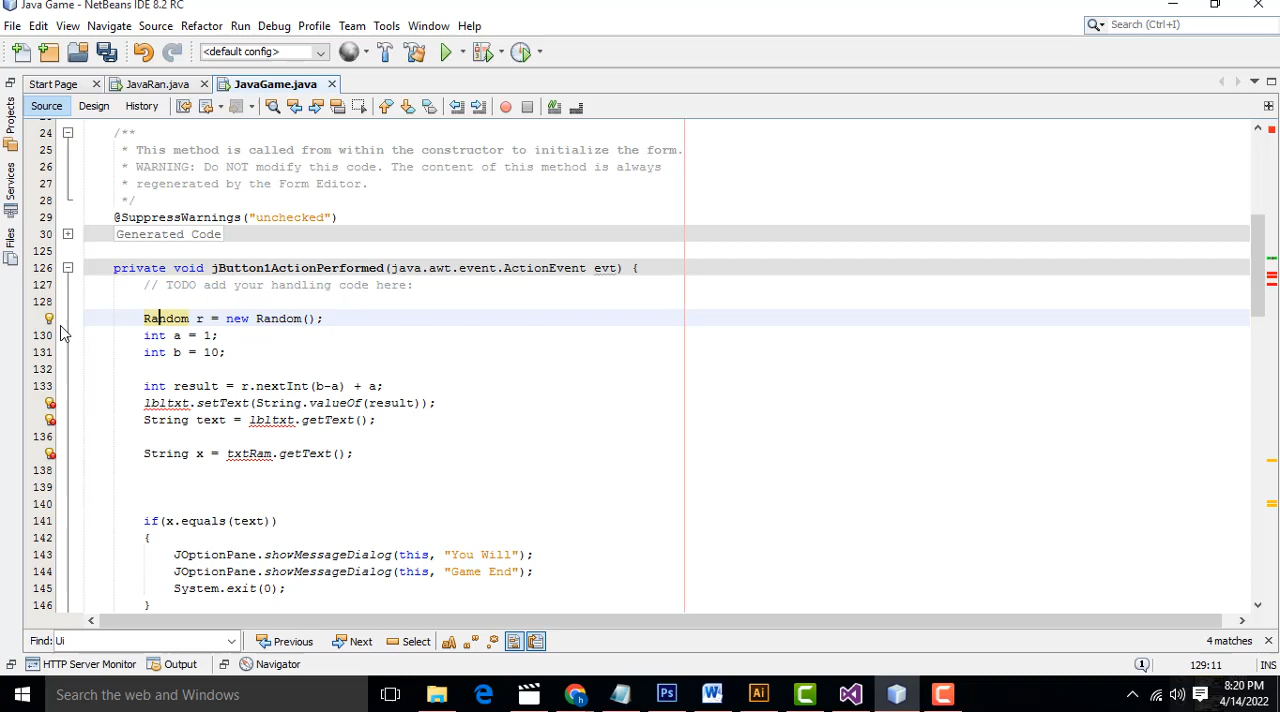 Java Game - NetBeans IDE 8.2 RC
File Edit View Navigate Source Refactor Run Debug Profile Team Tools Window Help
Search (Ctrl+I)
<default config>
Start Page JavaRan.java JavaGame.java
Source Design History
Projects
Services
Files
24 /**
25 * This method is called from within the constructor to initialize the form.
26 * WARNING: Do NOT modify this code. The content of this method is always
27 * regenerated by the Form Editor.
28 */
29 @SuppressWarnings("unchecked")
30 Generated Code
125
126 private void jButton1ActionPerformed(java.awt.event.ActionEvent evt) {
127 // TODO add your handling code here:
128
Random r = new Random();
130 int a = 1;
131 int b = 10;
132
133 int result = r.nextInt(b-a) + a;
lbltxt.setText(String.valueOf(result));
String text = lbltxt.getText();
136
String x = txtRam.getText();
138
139
140
141 if(x.equals(text))
142 {
143 JOptionPane.showMessageDialog(this, "You Will");
144 JOptionPane.showMessageDialog(this, "Game End");
145 System.exit(0);
146 }
Find: Ui Previous Next Select 4 matches
HTTP Server Monitor Output Navigator 1 129:11 INS
Search the web and Windows
8:20 PM
4/14/2022